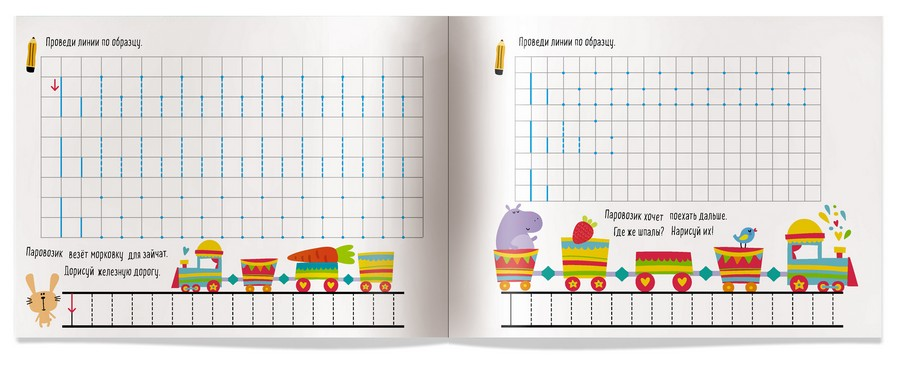 Проведи линии по образцу.
Паровозик везёт морковку для зайчат.
Дорисуй железную дорогу.
Проведи линии по образцу.
Паровозик хочет поехать дальше.
Где же шпалы? Нарисуй их!